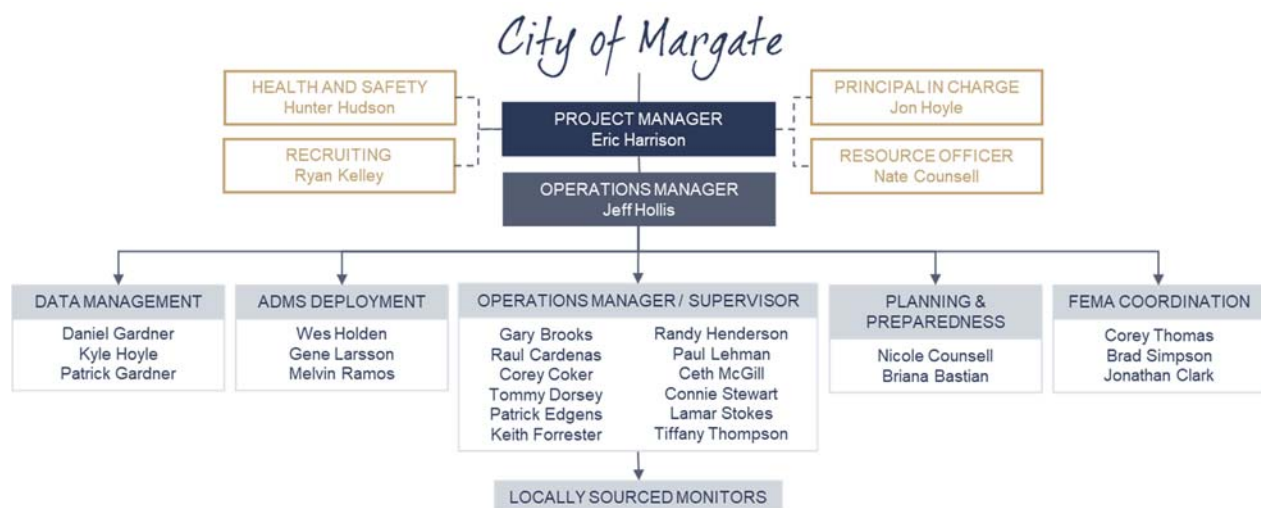 City of Margate
HEALTH AND SAFETY
Hunter Hudson
RECRUITING
Ryan Kelley
PROJECT MANAGER
Eric Harrison
PRINCIPAL IN CHARGE
Jon Hoyle
RESOURCE OFFICER
Nate Counsell
OPERATIONS MANAGER
Jeff Hollis
DATA MANAGEMENT
Daniel Gardner
Kyle Hoyle
Patrick Gardner
ADMS DEPLOYMENT
Wes Holden
Gene Larsson
Melvin Ramos
OPERATIONS MANAGER / SUPERVISOR
Gary Brooks
Raul Cardenas
Corey Coker
Tommy Dorsey
Patrick Edgens
Keith Forrester
Randy Henderson
Paul Lehman
Ceth McGill
Connie Stewart
Lamar Stokes
Tiffany Thompson
PLANNING &
PREPAREDNESS
Nicole Counsell
Briana Bastian
FEMA COORDINATION
Corey Thomas
Brad Simpson
Jonathan Clark
LOCALLY SOURCED MONITORS